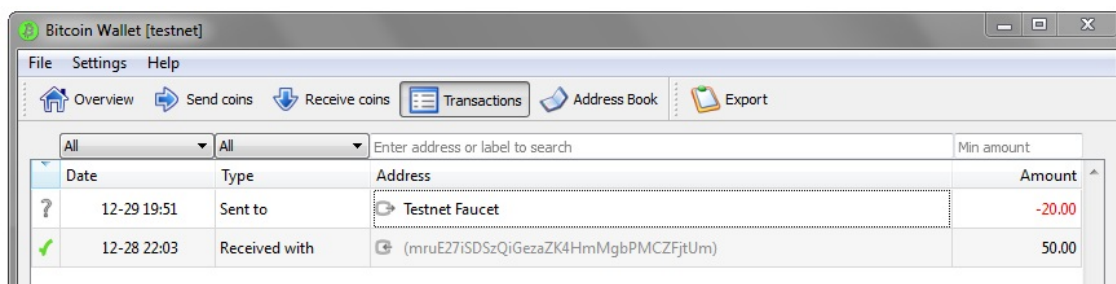 Bitcoin Wallet [testnet]
File Settings Help
Overview Send coins Receive coins Transactions Address Book Export
All All Enter address or label to search Min amount
Date Type Address Amount
? 12-29 19:51 Sent to Testnet Faucet -20.00
12-28 22:03 Received with (mruE27iSDSzQiGezaZK4HmMgbPMCZFjtUm) 50.00